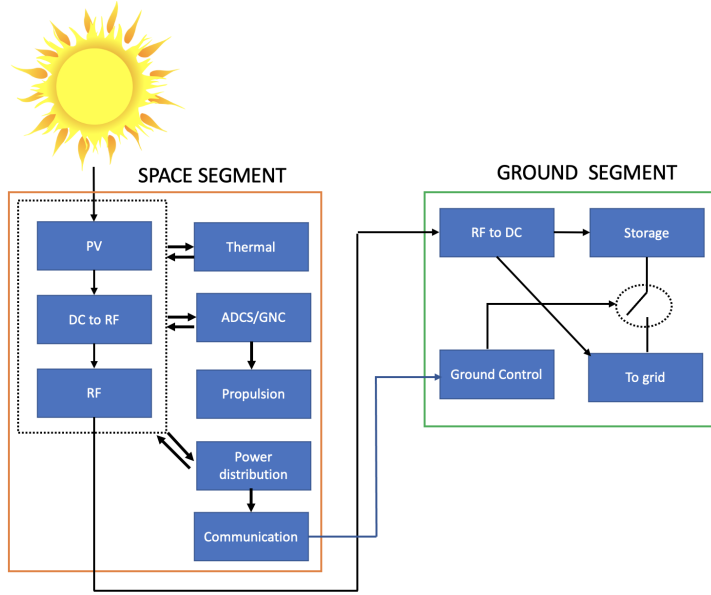 SPACE SEGMENT
GROUND SEGMENT
PV
Thermal
DC to RF
ADCS/GNC
RF
Propulsion
Power
distribution
Communication
RF to DC
Storage
Ground Control
To grid